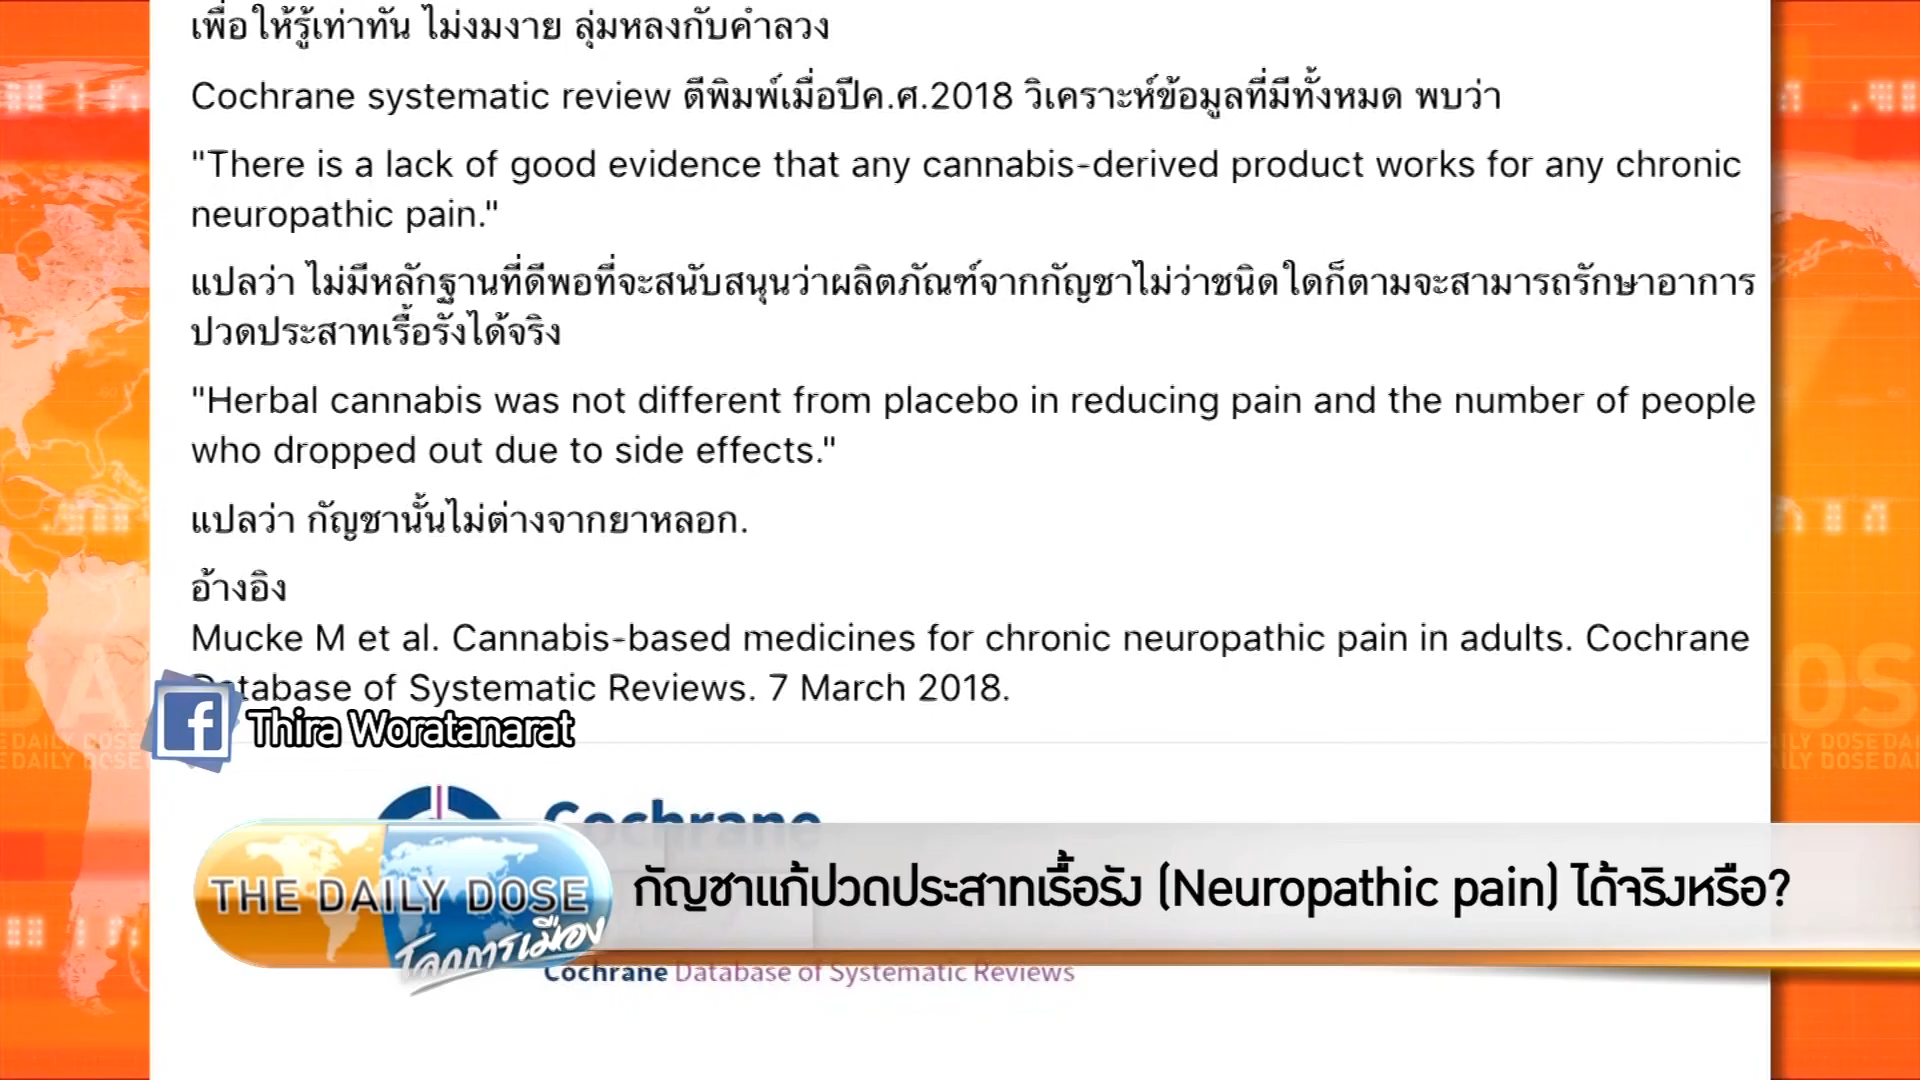 เพื่อให้รู้เท่าทัน ไม่งมงาย ลุ่มหลงกับคำลวง
Cochrane systematic review ตีพิมพ์เมื่อปีค.ศ.2018 วิเคราะห์ข้อมูลที่มีทั้งหมด พบว่า
"There is a lack of good evidence that any cannabis-derived product works for any chronic
neuropathic pain."
แปลว่า ไม่มีหลักฐานที่ดีพอที่จะสนับสนุนว่าผลิตภัณฑ์จากกัญชาไม่ว่าชนิดใดก็ตามจะสามารถรักษาอาการ
ปวดประสาทเรื้อรังได้จริง
"Herbal cannabis was not different from placebo in reducing pain and the number of people
who dropped out due to side effects."
แปลว่า กัญชานั้นไม่ต่างจากยาหลอก.
อ้างอิง
Mucke M et al. Cannabis-based medicines for chronic neuropathic pain in adults. Cochrane
Database of Systematic Reviews. 7 March 2018.
Thira Woratanarat
Cochrane
THE DAILY DOSE
โลกการเมือง
กัญชาแก้ปวดประสาทเรื้อรัง (Neuropathic pain) ได้จริงหรือ?
Cochrane Database of Systematic Reviews